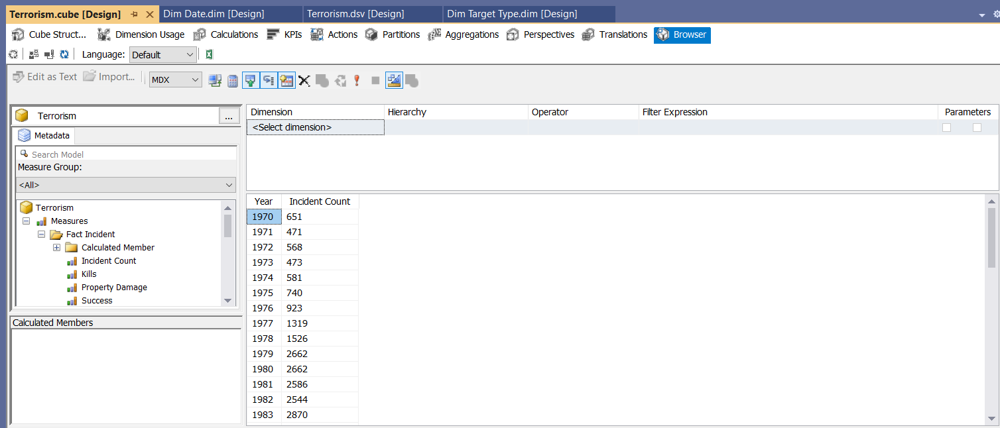 Terrorism.cube [Design] Dim Date.dim [Design] Terrorism.dsv [Design] Dim Target Type.dim [Design]
Cube Struct... Dimension Usage Calculations KPIs Actions Partitions Aggregations Perspectives Translations Browser
Language: Default
Edit as Text Import... MDX
Terrorism ...
Metadata
Search Model
Measure Group:
<All>
Terrorism
Measures
Fact Incident
Calculated Member
Incident Count
Kills
Property Damage
Success
Calculated Members
Dimension Hierarchy Operator Filter Expression Parameters
<Select dimension>
Year Incident Count
1970 651
1971 471
1972 568
1973 473
1974 581
1975 740
1976 923
1977 1319
1978 1526
1979 2662
1980 2662
1981 2586
1982 2544
1983 2870